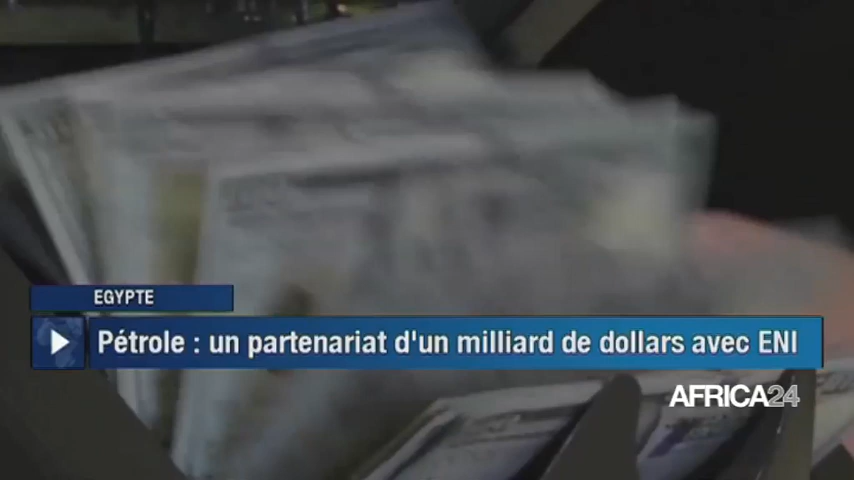 EGYPTE
Pétrole : un partenariat d'un milliard de dollars avec ENI
AFRICA24